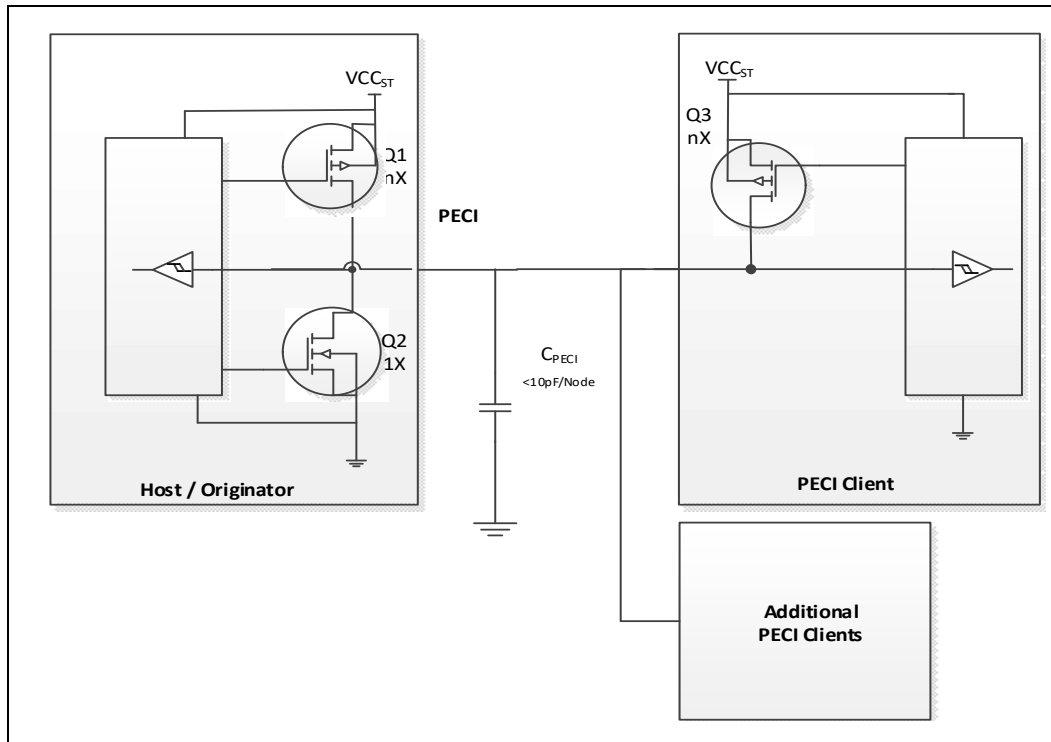 VCCST
Q1
nX
Q2
1X
Host / Originator
PECI
CPECI
<10pF/Node
VCCST
Q3
nX
PECI Client
Additional
PECI Clients